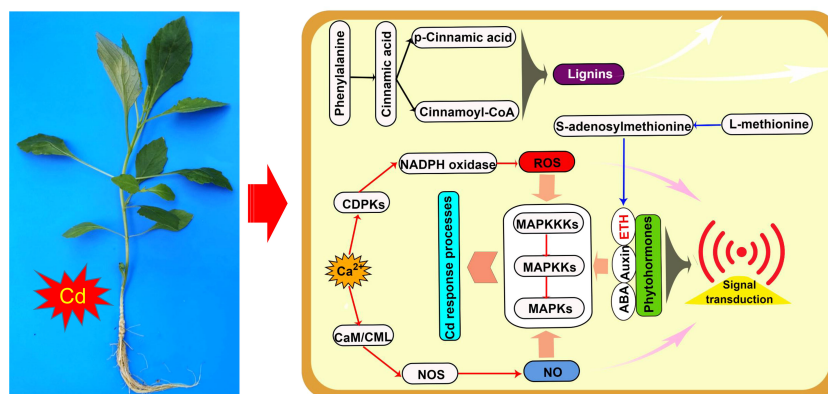 Cd
Phenylalanine
Cinnamic acid
p-Cinnamic acid
Cinnamoyl-CoA
Lignins
S-adenosylmethionine
L-methionine
NADPH oxidase
ROS
CDPKs
Ca2+
CaM/CML
NOS
NO
Cd response processes
MAPKKKs
MAPKKs
MAPKs
ETH
Auxin
ABA
Phytohormones
Signal
transduction